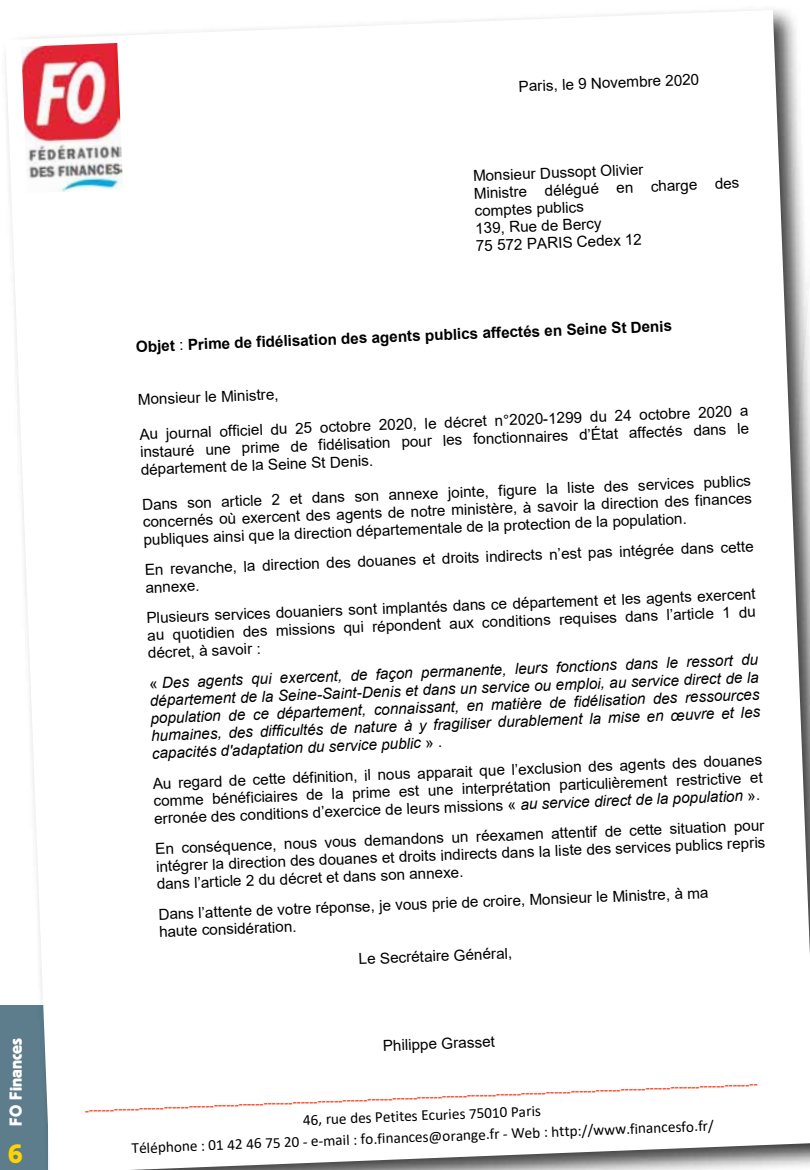 FO
FÉDÉRATION
DES FINANCES
Paris, le 9 Novembre 2020
Monsieur Dussopt Olivier
Ministre délégué en charge des
comptes publics
139, Rue de Bercy
75 572 PARIS Cedex 12
Objet : Prime de fidélisation des agents publics affectés en Seine St Denis
Monsieur le Ministre,
Au journal officiel du 25 octobre 2020, le décret n°2020-1299 du 24 octobre 2020 a
instauré une prime de fidélisation pour les fonctionnaires d'État affectés dans le
département de la Seine St Denis.
Dans son article 2 et dans son annexe jointe, figure la liste des services publics
concernés où exercent des agents de notre ministère, à savoir la direction des finances
publiques ainsi que la direction départementale de la protection de la population.
En revanche, la direction des douanes et droits indirects n'est pas intégrée dans cette
annexe.
Plusieurs services douaniers sont implantés dans ce département et les agents exercent
au quotidien des missions qui répondent aux conditions requises dans l'article 1 du
décret, à savoir :
« Des agents qui exercent, de façon permanente, leurs fonctions dans le ressort du
département de la Seine-Saint-Denis et dans un service ou emploi, au service direct de la
population de ce département, connaissant, en matière de fidélisation des ressources
humaines, des difficultés de nature à y fragiliser durablement la mise en œuvre et les
capacités d'adaptation du service public » .
Au regard de cette définition, il nous apparait que l'exclusion des agents des douanes
comme bénéficiaires de la prime est une interprétation particulièrement restrictive et
erronée des conditions d'exercice de leurs missions « au service direct de la population ».
En conséquence, nous vous demandons un réexamen attentif de cette situation pour
intégrer la direction des douanes et droits indirects dans la liste des services publics repris
dans l'article 2 du décret et dans son annexe.
Dans l'attente de votre réponse, je vous prie de croire, Monsieur le Ministre, à ma
haute considération.
Le Secrétaire Général,
Philippe Grasset
46, rue des Petites Ecuries 75010 Paris
Téléphone : 01 42 46 75 20 - e-mail : fo.finances@orange.fr - Web : http://www.financesfo.fr/
FO Finances
6